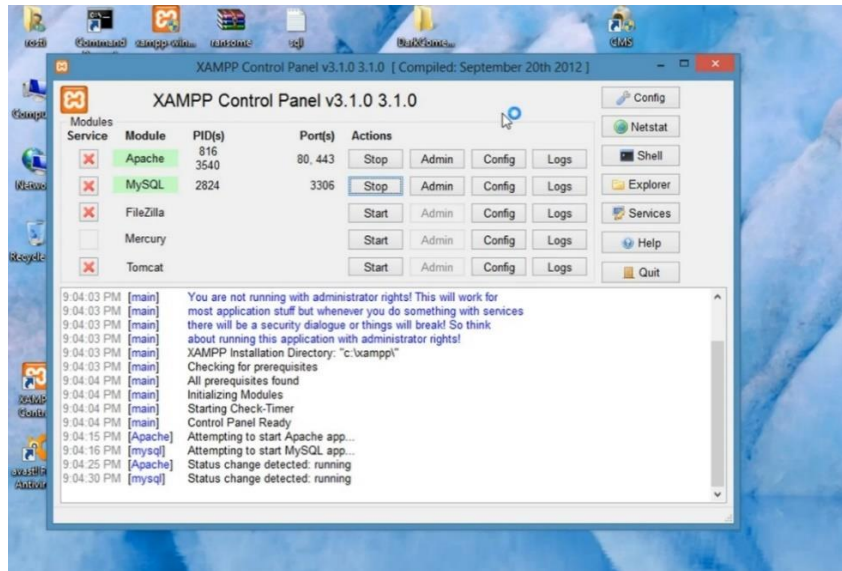 rosti
Command
xampp-win...
ransome
sql
DarkComet...
CMS
XAMPP Control Panel v3.1.0 3.1.0 [ Compiled: September 20th 2012 ]
XAMPP Control Panel v3.1.0 3.1.0
Config
Modules
Service Module PID(s) Port(s) Actions
Netstat
Apache 816 3540 80, 443 Stop Admin Config Logs
Shell
MySQL 2824 3306 Stop Admin Config Logs
Explorer
FileZilla Start Admin Config Logs
Services
Mercury Start Admin Config Logs
Help
Tomcat Start Admin Config Logs
Quit
9:04:03 PM [main] You are not running with administrator rights! This will work for
9:04:03 PM [main] most application stuff but whenever you do something with services
9:04:03 PM [main] there will be a security dialogue or things will break! So think
9:04:03 PM [main] about running this application with administrator rights!
9:04:03 PM [main] XAMPP Installation Directory: "c:\xampp\"
9:04:03 PM [main] Checking for prerequisites
9:04:04 PM [main] All prerequisites found
9:04:04 PM [main] Initializing Modules
9:04:04 PM [main] Starting Check-Timer
9:04:04 PM [main] Control Panel Ready
9:04:15 PM [Apache] Attempting to start Apache app...
9:04:16 PM [mysql] Attempting to start MySQL app...
9:04:25 PM [Apache] Status change detected: running
9:04:30 PM [mysql] Status change detected: running